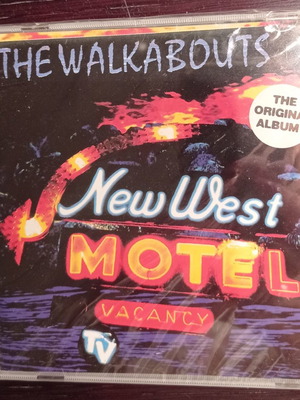 THE WALKABOUTS
THE
ORIGINAL
ALBUM
New West
MOTEL
VACANCY
TV